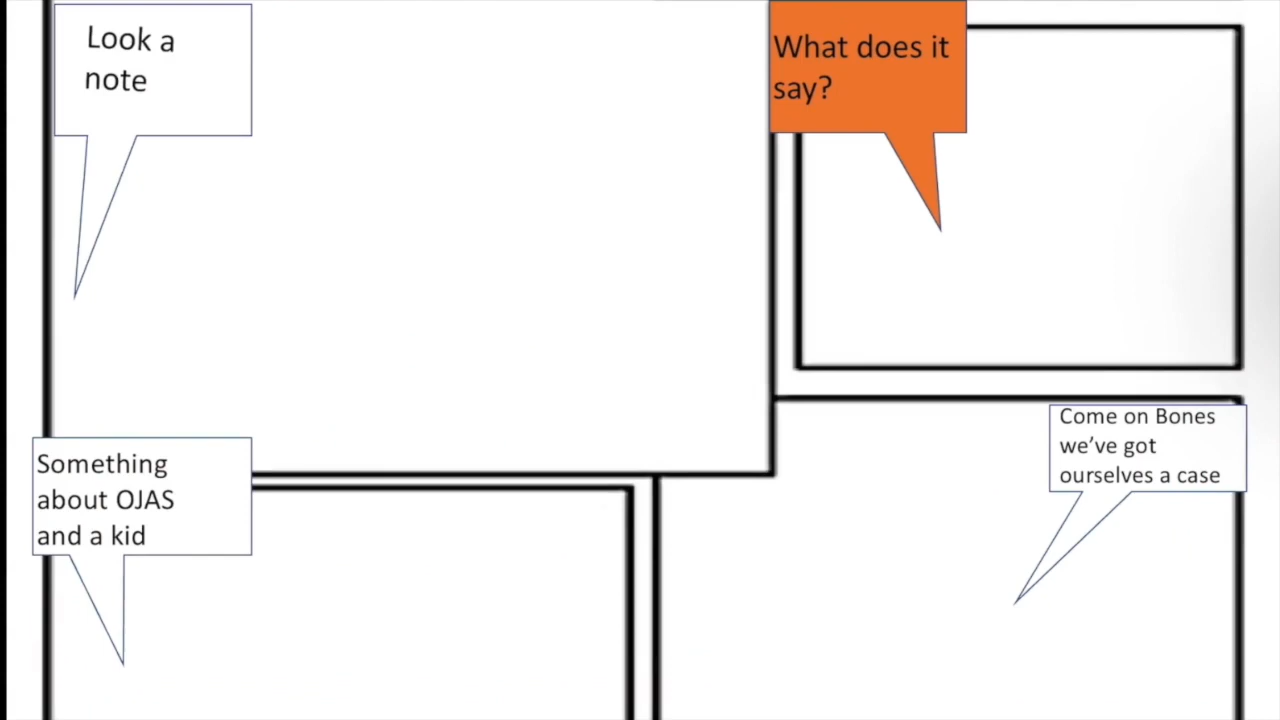 Look a
note
What does it
say?
Something
about OJAS
and a kid
Come on Bones
we've got
ourselves a case